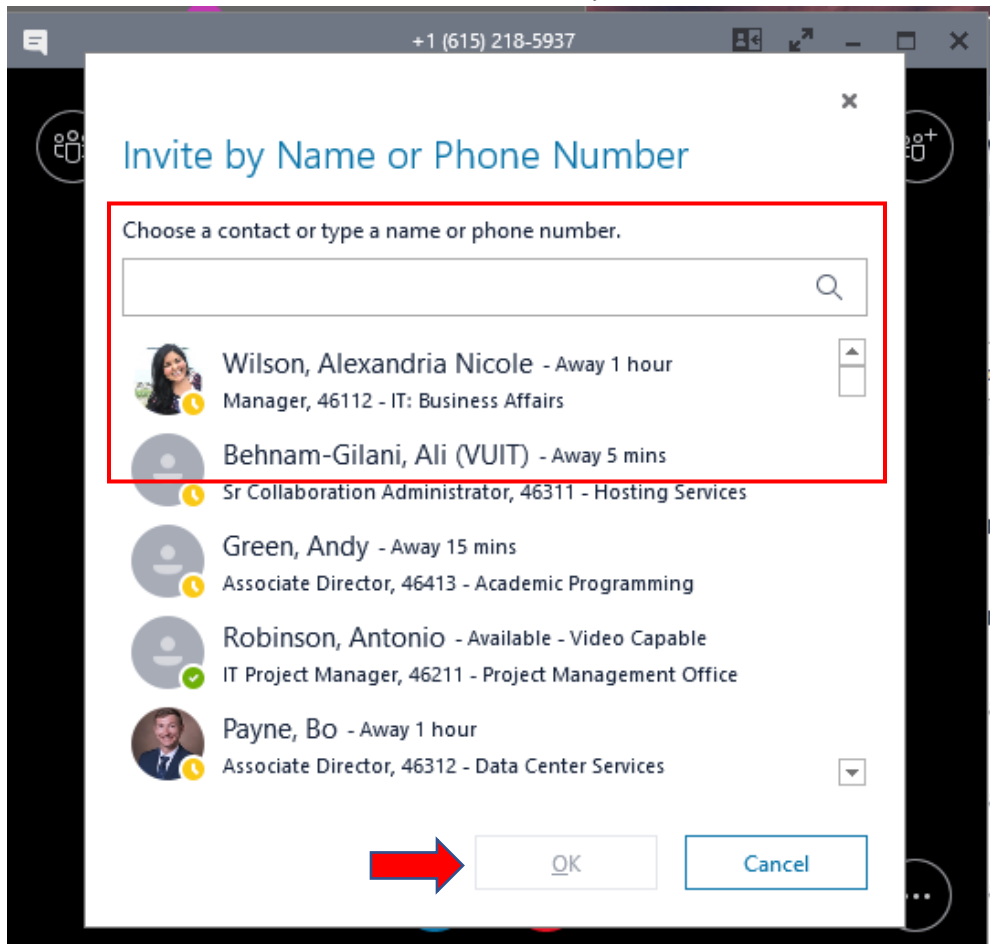 +1 (615) 218-5937
Invite by Name or Phone Number
Choose a contact or type a name or phone number.
Wilson, Alexandria Nicole - Away 1 hour
Manager, 46112 - IT: Business Affairs
Behnam-Gilani, Ali (VUIT) - Away 5 mins
Sr Collaboration Administrator, 46311 - Hosting Services
Green, Andy - Away 15 mins
Associate Director, 46413 - Academic Programming
Robinson, Antonio - Available - Video Capable
IT Project Manager, 46211 - Project Management Office
Payne, Bo - Away 1 hour
Associate Director, 46312 - Data Center Services
OK Cancel